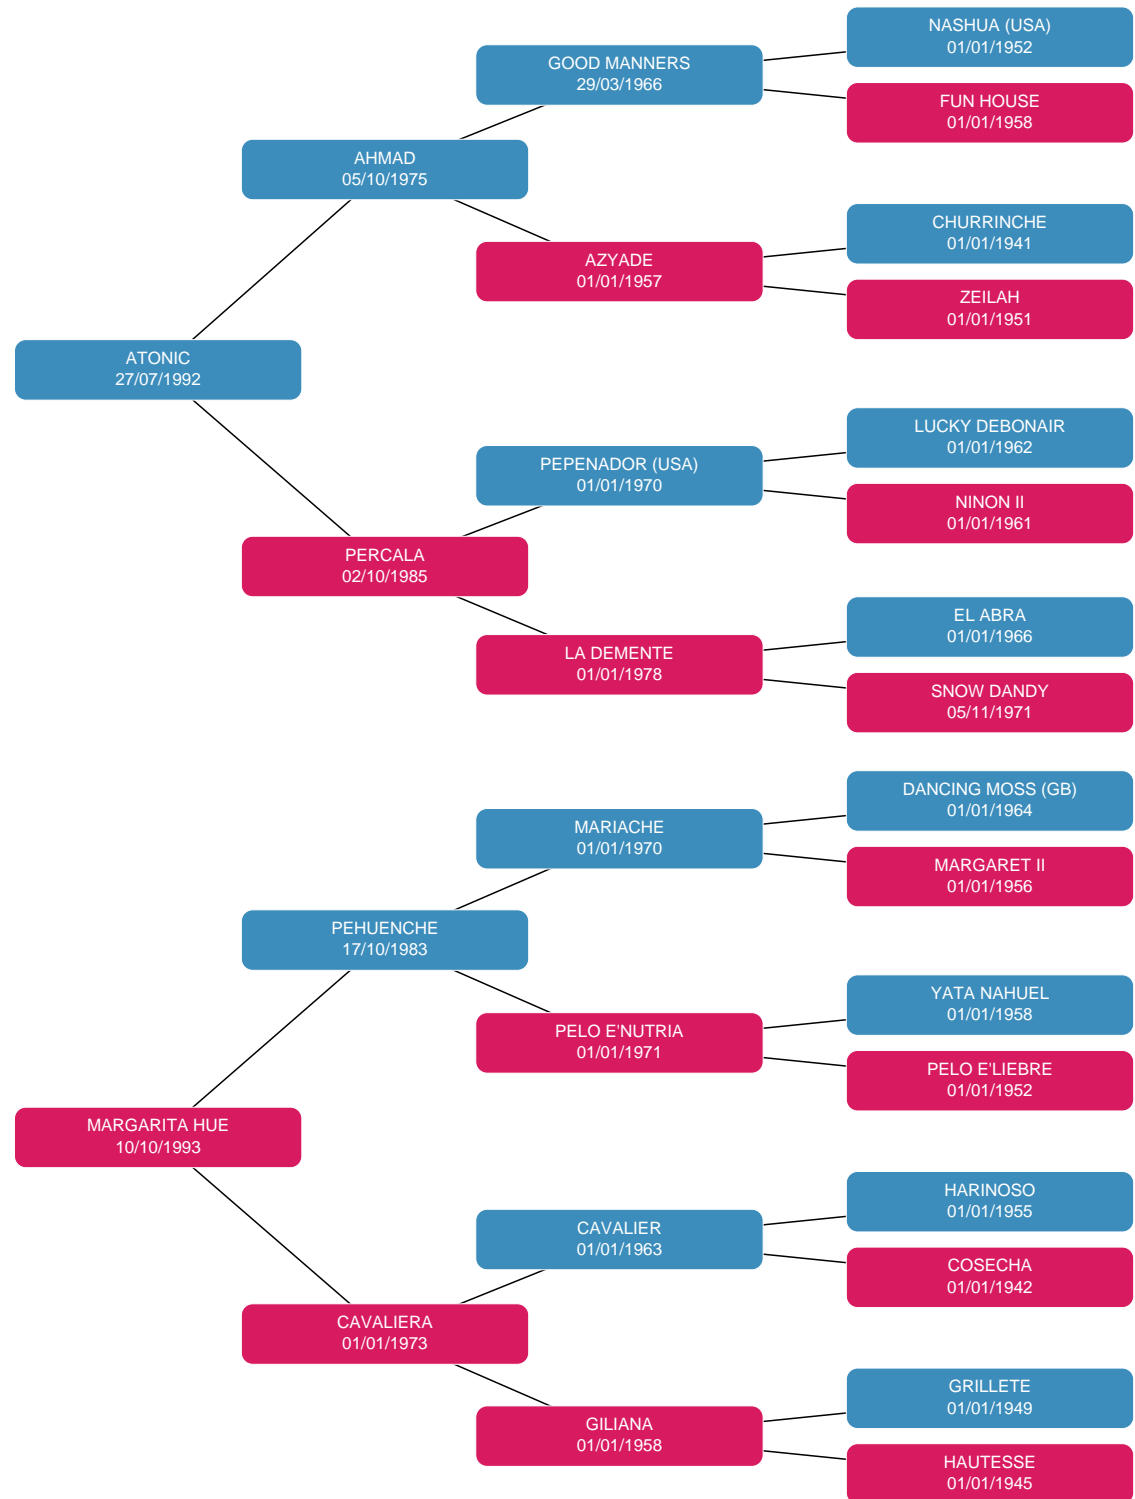 NASHUA (USA)
01/01/1952
GOOD MANNERS
29/03/1966
FUN HOUSE
01/01/1958
AHMAD
05/10/1975
CHURRINCHE
01/01/1941
AZYADE
01/01/1957
ZEILAH
01/01/1951
ATONIC
27/07/1992
LUCKY DEBONAIR
01/01/1962
PEPENADOR (USA)
01/01/1970
NINON II
01/01/1961
PERCALA
02/10/1985
EL ABRA
01/01/1966
LA DEMENTE
01/01/1978
SNOW DANDY
05/11/1971
DANCING MOSS (GB)
01/01/1964
MARIACHE
01/01/1970
MARGARET II
01/01/1956
PEHUENCHE
17/10/1983
YATA NAHUEL
01/01/1958
PELO E'NUTRIA
01/01/1971
PELO E'LIEBRE
01/01/1952
MARGARITA HUE
10/10/1993
HARINOSO
01/01/1955
CAVALIER
01/01/1963
COSECHA
01/01/1942
CAVALIERA
01/01/1973
GRILLETE
01/01/1949
GILIANA
01/01/1958
HAUTESSE
01/01/1945